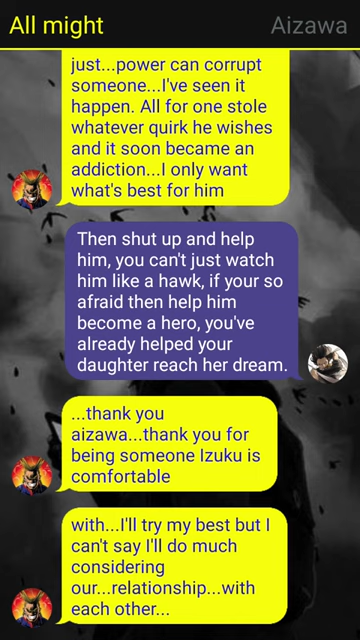 All might Aizawa
just...power can corrupt
someone...I've seen it
happen. All for one stole
whatever quirk he wishes
and it soon became an
addiction...I only want
what's best for him
Then shut up and help
him, you can't just watch
him like a hawk, if your so
afraid then help him
become a hero, you've
already helped your
daughter reach her dream.
...thank you
aizawa...thank you for
being someone Izuku is
comfortable
with...I'll try my best but I
can't say I'll do much
considering
our...relationship...with
each other...